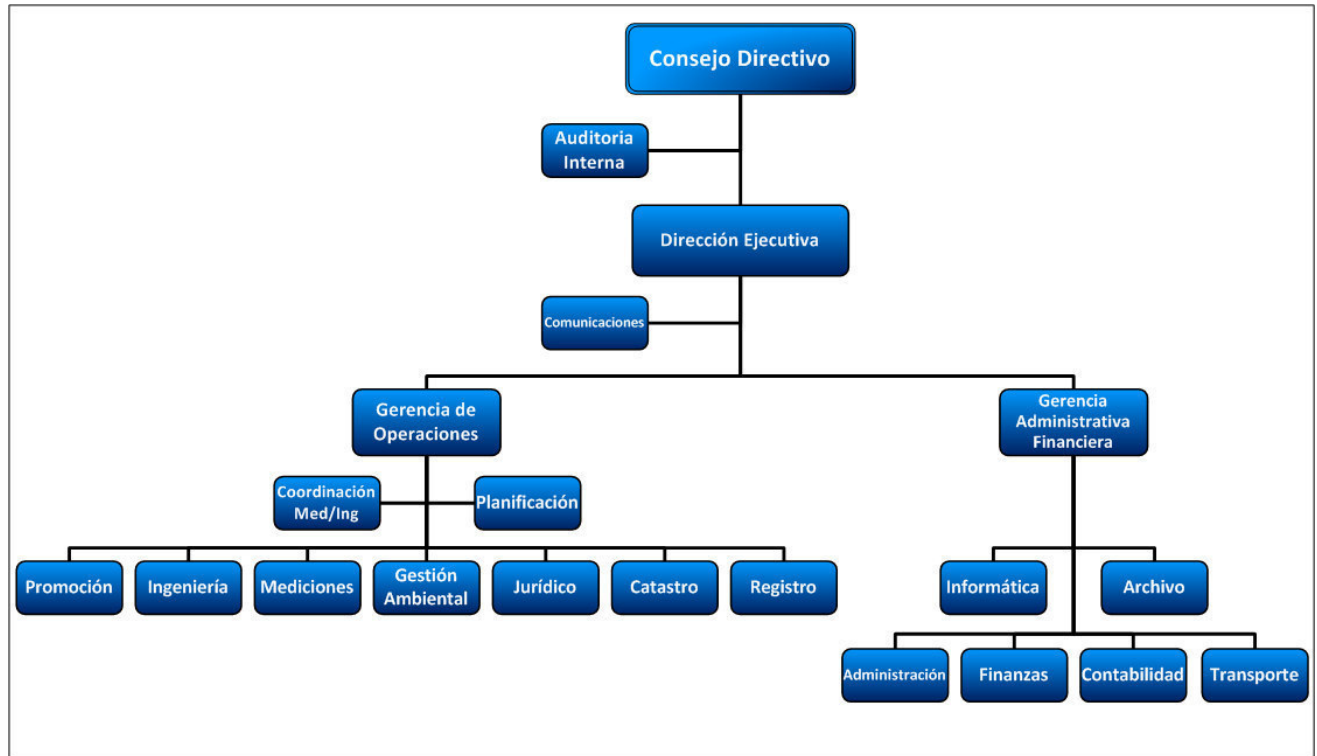 Consejo Directivo
Auditoria
Interna
Dirección Ejecutiva
Comunicaciones
Gerencia de
Operaciones
Gerencia
Administrativa
Financiera
Coordinación
Med/Ing
Planificación
Promoción
Ingeniería
Mediciones
Gestión
Ambiental
Jurídico
Catastro
Registro
Informática
Archivo
Administración
Finanzas
Contabilidad
Transporte